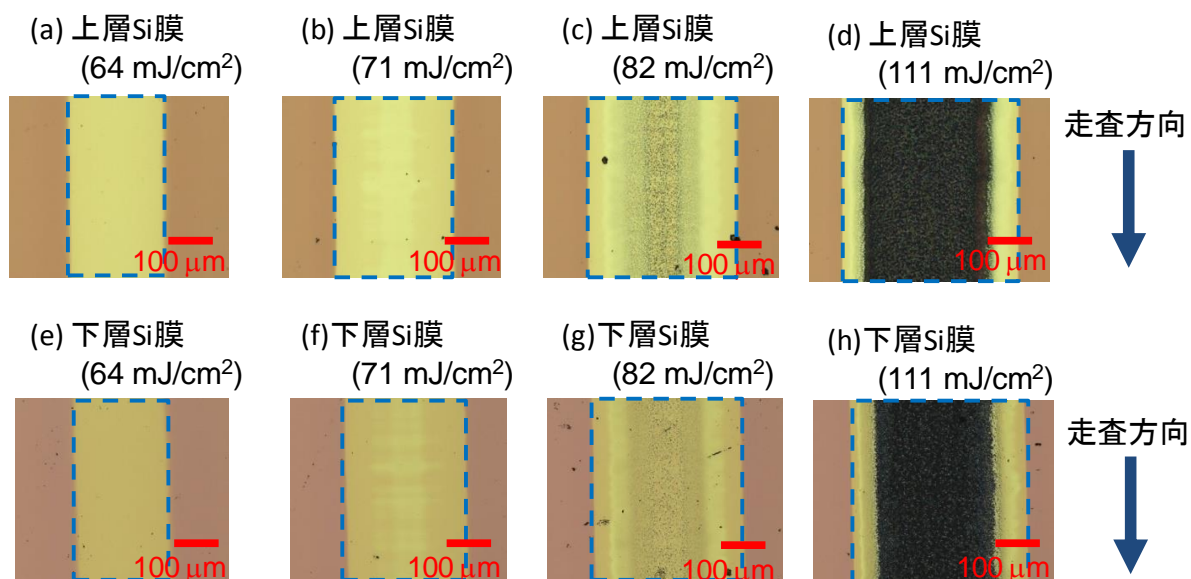 (a) 上層Si膜
(64 mJ/cm²)
(b) 上層Si膜
(71 mJ/cm²)
(c) 上層Si膜
(82 mJ/cm²)
(d) 上層Si膜
(111 mJ/cm²)
100 μm
100 μm
100 μm
100 μm
走査方向
(e) 下層Si膜
(64 mJ/cm²)
(f) 下層Si膜
(71 mJ/cm²)
(g) 下層Si膜
(82 mJ/cm²)
(h) 下層Si膜
(111 mJ/cm²)
100 μm
100 μm
100 μm
100 μm
走査方向